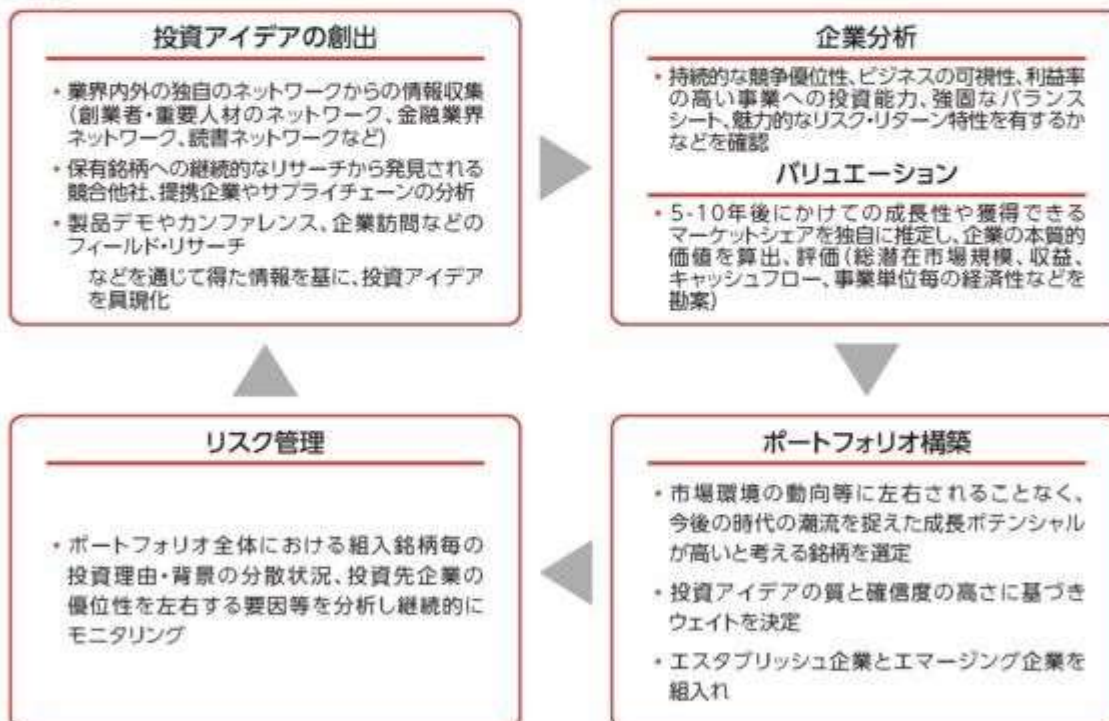 投資アイデアの創出
• 業界内外の独自のネットワークからの情報収集
(創業者・重要人材のネットワーク、金融業界
ネットワーク、読書ネットワークなど)
• 保有銘柄への継続的なリサーチから発見される
競合他社、提携企業やサプライチェーンの分析
• 製品デモやカンファレンス、企業訪問などの
フィールド・リサーチ
などを通じて得た情報を基に、投資アイデア
を具現化
企業分析
• 持続的な競争優位性、ビジネスの可視性、利益率
の高い事業への投資能力、強固なバランス
シート、魅力的なリスク・リターン特性を有するか
などを確認
バリュエーション
• 5-10年後にかけての成長性や獲得できる
マーケットシェアを独自に推定し、企業の本質的
価値を算出、評価(総潜在市場規模、収益、
キャッシュフロー、事業単位毎の経済性などを
勘案)
リスク管理
• ポートフォリオ全体における組入銘柄毎の
投資理由・背景の分散状況、投資先企業の
優位性を左右する要因等を分析し継続的に
モニタリング
ポートフォリオ構築
• 市場環境の動向等に左右されることなく、
今後の時代の潮流を捉えた成長ポテンシャル
が高いと考える銘柄を選定
• 投資アイデアの質と確信度の高さに基づき
ウェイトを決定
• エスタブリッシュ企業とエマージング企業を
組入れ